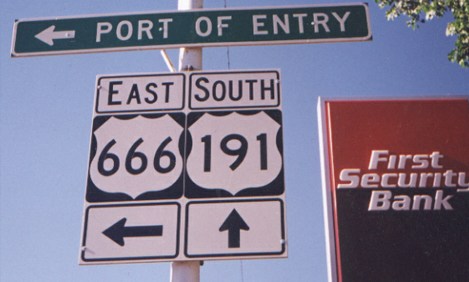 PORT OF ENTRY
EAST SOUTH
666 191
First
Security
Bank